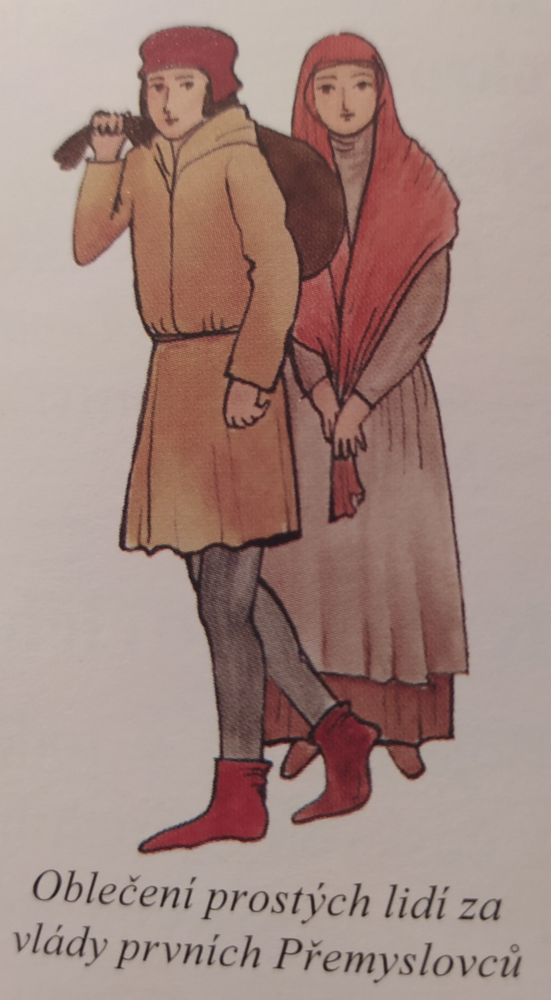 Oblečení prostých lidí za
vlády prvních Přemyslovců